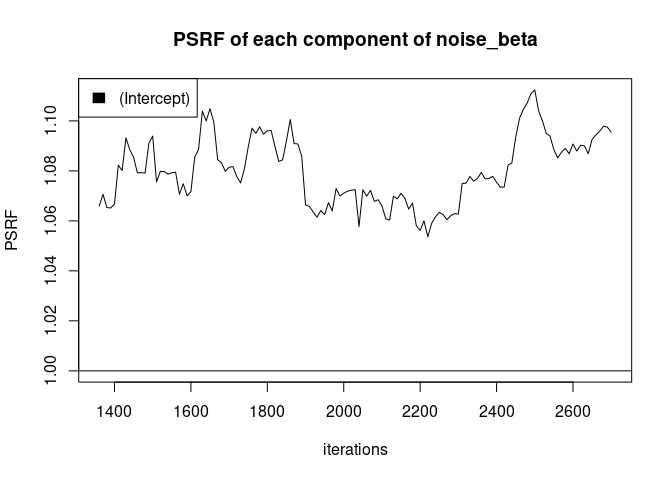 PSRF of each component of noise_beta
(Intercept)
PSRF
1.10
1.08
1.06
1.04
1.02
1.00
1400 1600 1800 2000 2200 2400 2600
iterations